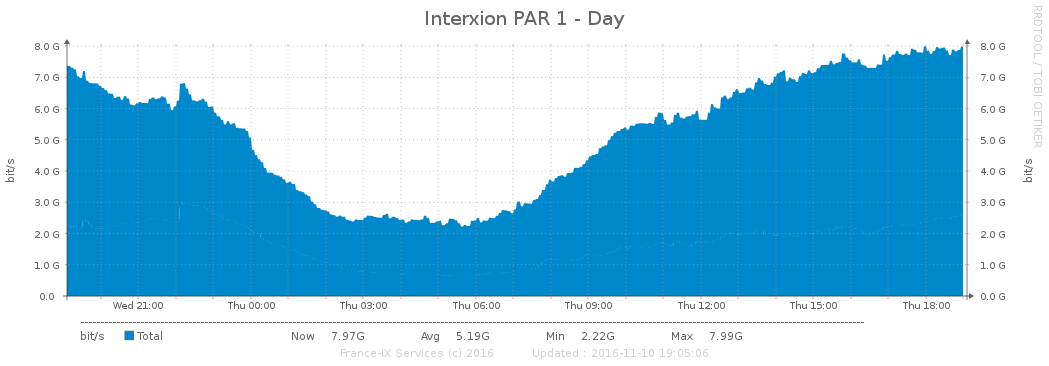 Interxion PAR 1 - Day
RRDTOOL / TOBI OETIKER
8.0 G 8.0 G
7.0 G 7.0 G
6.0 G 6.0 G
5.0 G 5.0 G
4.0 G 4.0 G
3.0 G 3.0 G
2.0 G 2.0 G
1.0 G 1.0 G
0.0 0.0 G
bit/s bit/s
Wed 21:00 Thu 00:00 Thu 03:00 Thu 06:00 Thu 09:00 Thu 12:00 Thu 15:00 Thu 18:00
bit/s Total Now 7.97G Avg 5.19G Min 2.22G Max 7.99G
France-IX Services (c) 2016 Updated : 2016-11-10 19:05:06